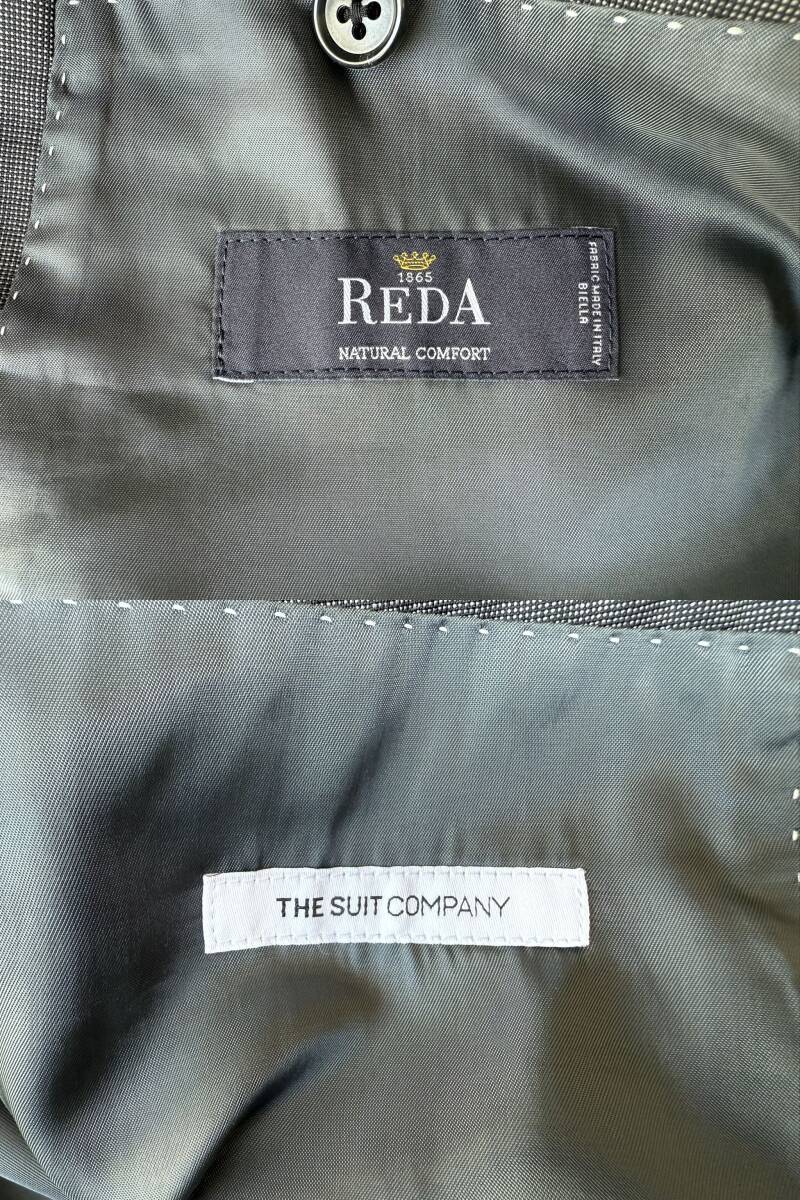 1865
REDA
NATURAL COMFORT
FABRIC MADE IN ITALY
BIELLA
THE SUIT COMPANY